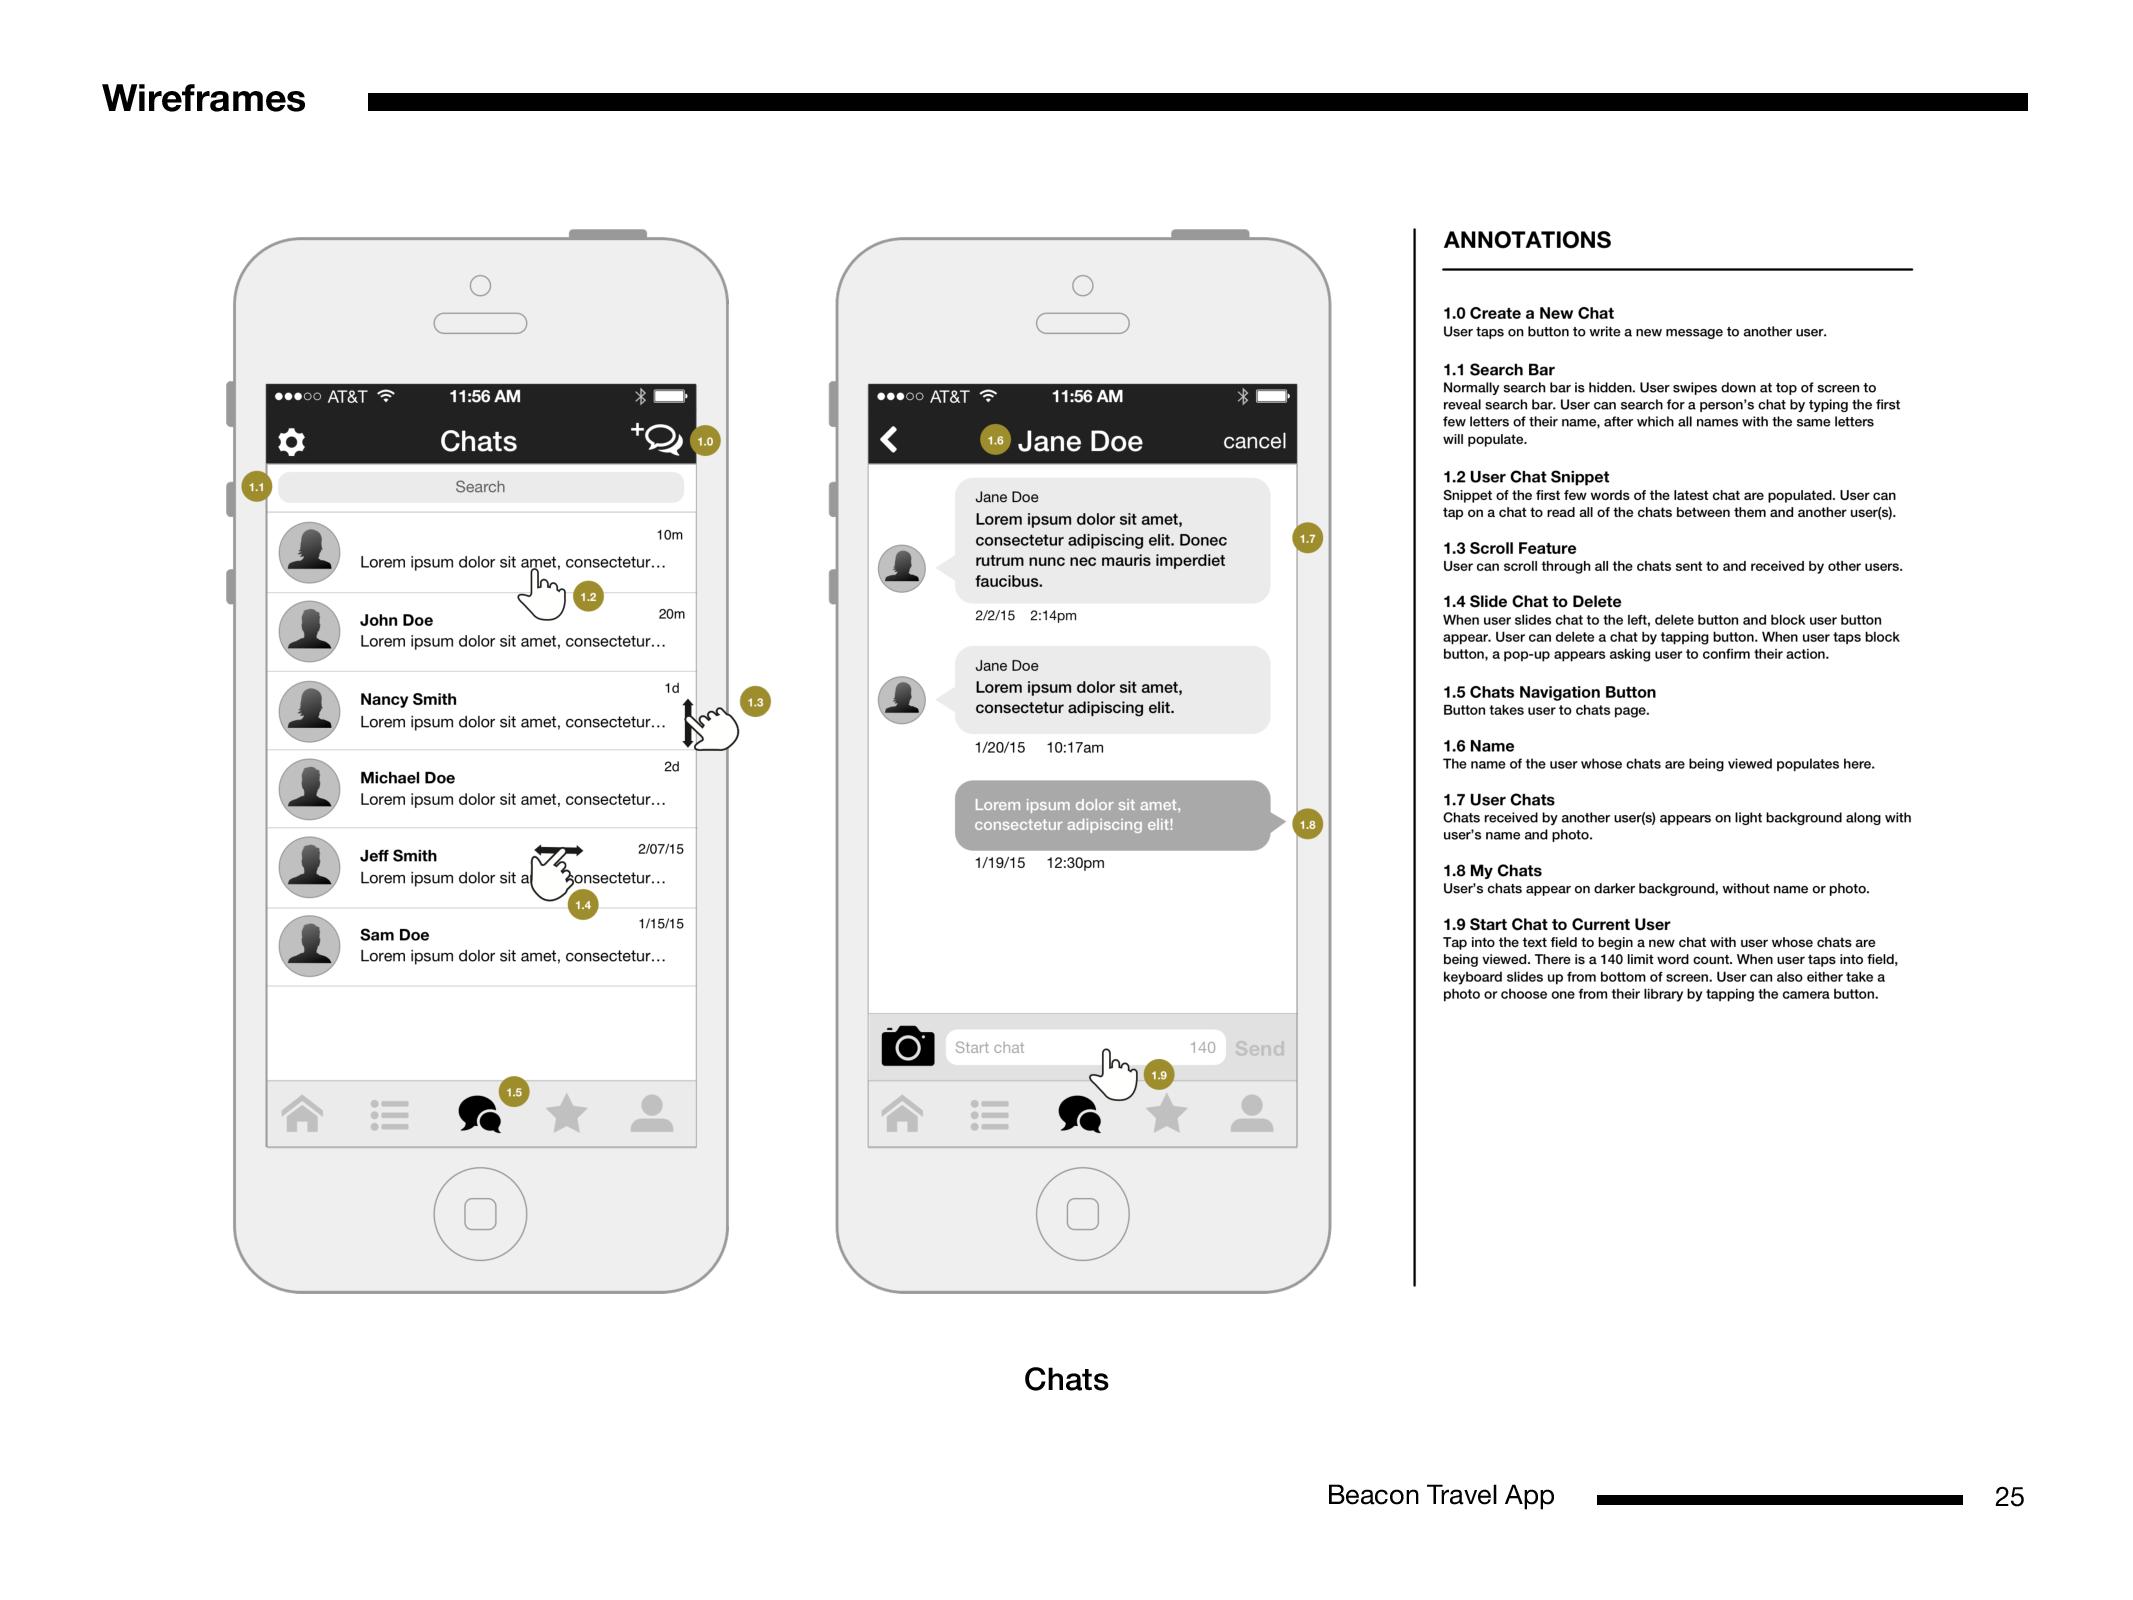 Wireframes
●●●○○ AT&T 11:56 AM
Chats
+
1.0
1.1
Search
10m
Lorem ipsum dolor sit amet, consectetur…
1.2
John Doe
20m
Lorem ipsum dolor sit amet, consectetur…
Nancy Smith
1d
Lorem ipsum dolor sit amet, consectetur…
1.3
Michael Doe
2d
Lorem ipsum dolor sit amet, consectetur…
Jeff Smith
2/07/15
Lorem ipsum dolor sit a onsectetur…
1.4
Sam Doe
1/15/15
Lorem ipsum dolor sit amet, consectetur…
1.5
●●●○○ AT&T 11:56 AM
1.6 Jane Doe cancel
Jane Doe
Lorem ipsum dolor sit amet,
consectetur adipiscing elit. Donec
rutrum nunc nec mauris imperdiet
faucibus.
1.7
2/2/15 2:14pm
Jane Doe
Lorem ipsum dolor sit amet,
consectetur adipiscing elit.
1/20/15 10:17am
Lorem ipsum dolor sit amet,
consectetur adipiscing elit!
1.8
1/19/15 12:30pm
Start chat 140 Send
1.9
ANNOTATIONS
1.0 Create a New Chat
User taps on button to write a new message to another user.
1.1 Search Bar
Normally search bar is hidden. User swipes down at top of screen to
reveal search bar. User can search for a person's chat by typing the first
few letters of their name, after which all names with the same letters
will populate.
1.2 User Chat Snippet
Snippet of the first few words of the latest chat are populated. User can
tap on a chat to read all of the chats between them and another user(s).
1.3 Scroll Feature
User can scroll through all the chats sent to and received by other users.
1.4 Slide Chat to Delete
When user slides chat to the left, delete button and block user button
appear. User can delete a chat by tapping button. When user taps block
button, a pop-up appears asking user to confirm their action.
1.5 Chats Navigation Button
Button takes user to chats page.
1.6 Name
The name of the user whose chats are being viewed populates here.
1.7 User Chats
Chats received by another user(s) appears on light background along with
user's name and photo.
1.8 My Chats
User's chats appear on darker background, without name or photo.
1.9 Start Chat to Current User
Tap into the text field to begin a new chat with user whose chats are
being viewed. There is a 140 limit word count. When user taps into field,
keyboard slides up from bottom of screen. User can also either take a
photo or choose one from their library by tapping the camera button.
Chats
Beacon Travel App
25